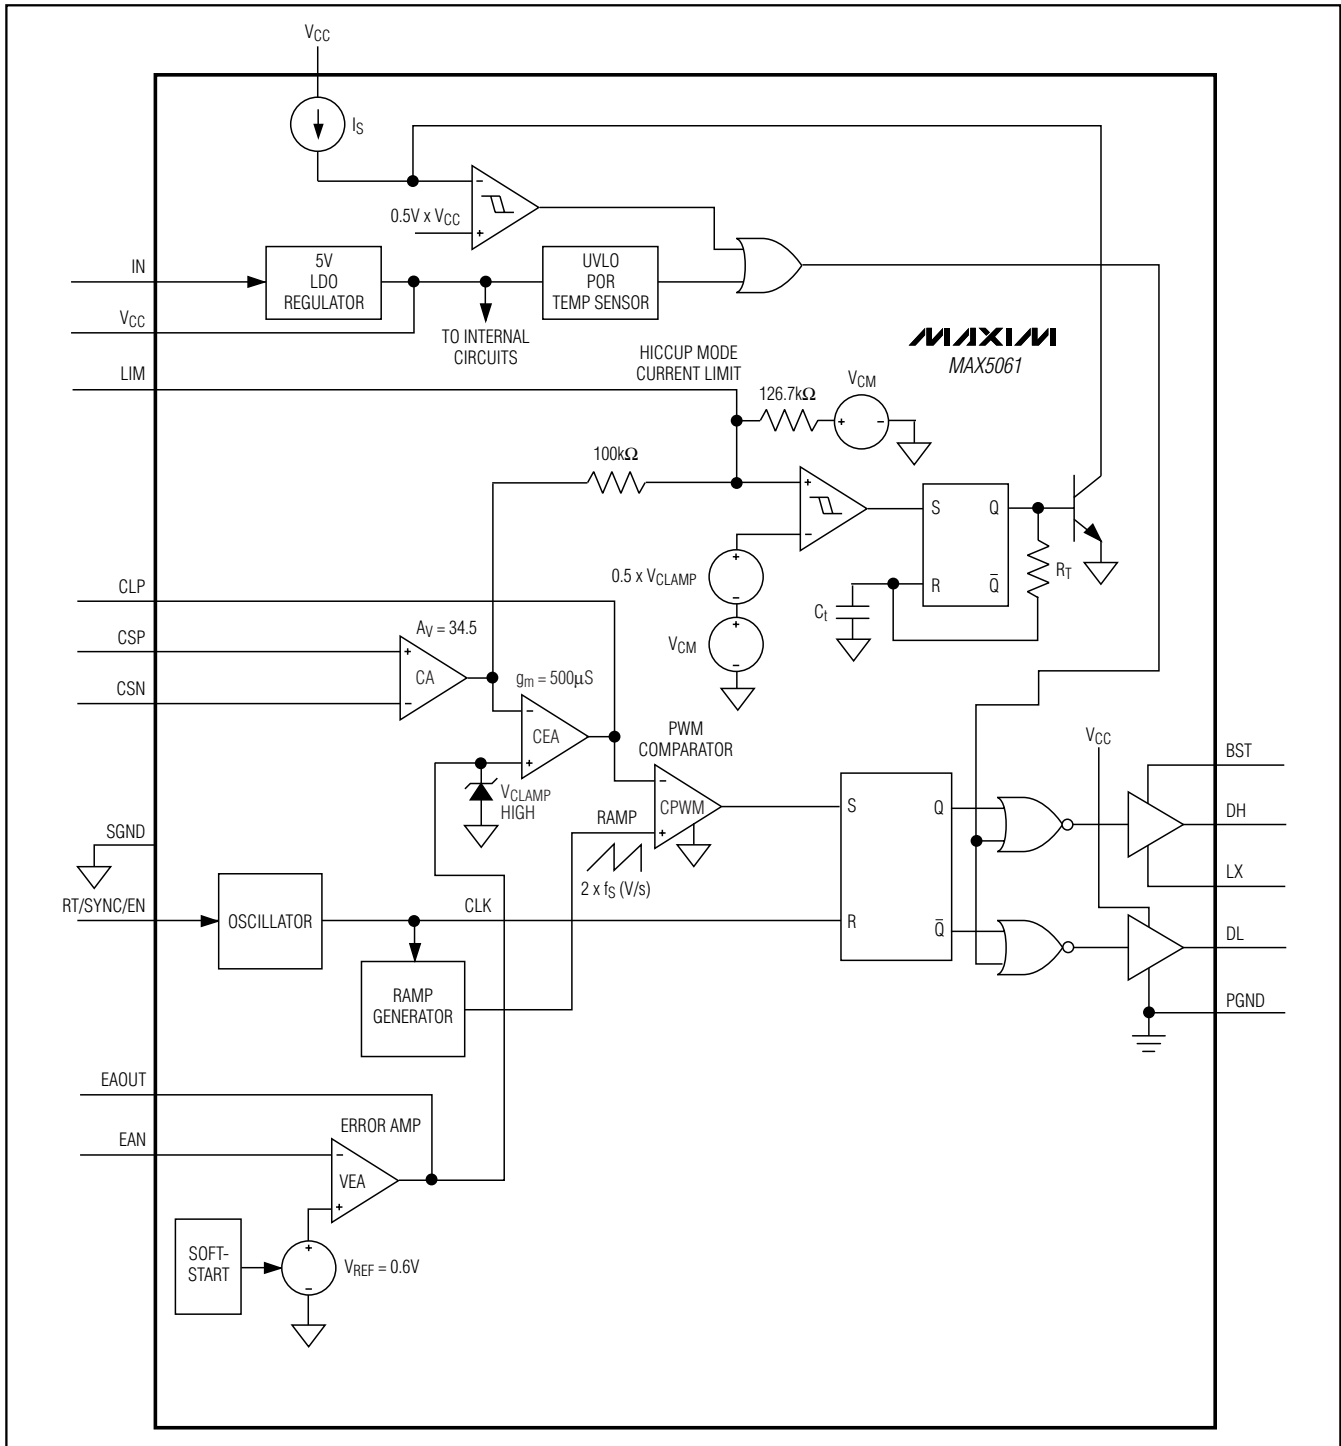 VCC
IS
-
0.5V x VCC
+
IN
5V
LDO
REGULATOR
UVLO
POR
TEMP SENSOR
VCC
TO INTERNAL
CIRCUITS
MAXIM
MAX5061
LIM
HICCUP MODE
CURRENT LIMIT
126.7kΩ
VCM
+ -
100kΩ
+
-
S Q
R Q̅
RT
Ct
+
0.5 x VCLAMP
-
+
VCM
-
CLP
CSP
AV = 34.5
+
CA
-
CSN
gm = 500µS
-
CEA
+
PWM
COMPARATOR
VCLAMP
HIGH
-
CPWM
+
RAMP
2 x fS (V/s)
SGND
RT/SYNC/EN
OSCILLATOR
CLK
RAMP
GENERATOR
S Q
R Q̅
VCC
BST
DH
LX
DL
PGND
EAOUT
EAN
ERROR AMP
-
VEA
+
SOFT-
START
+
-
VREF = 0.6V